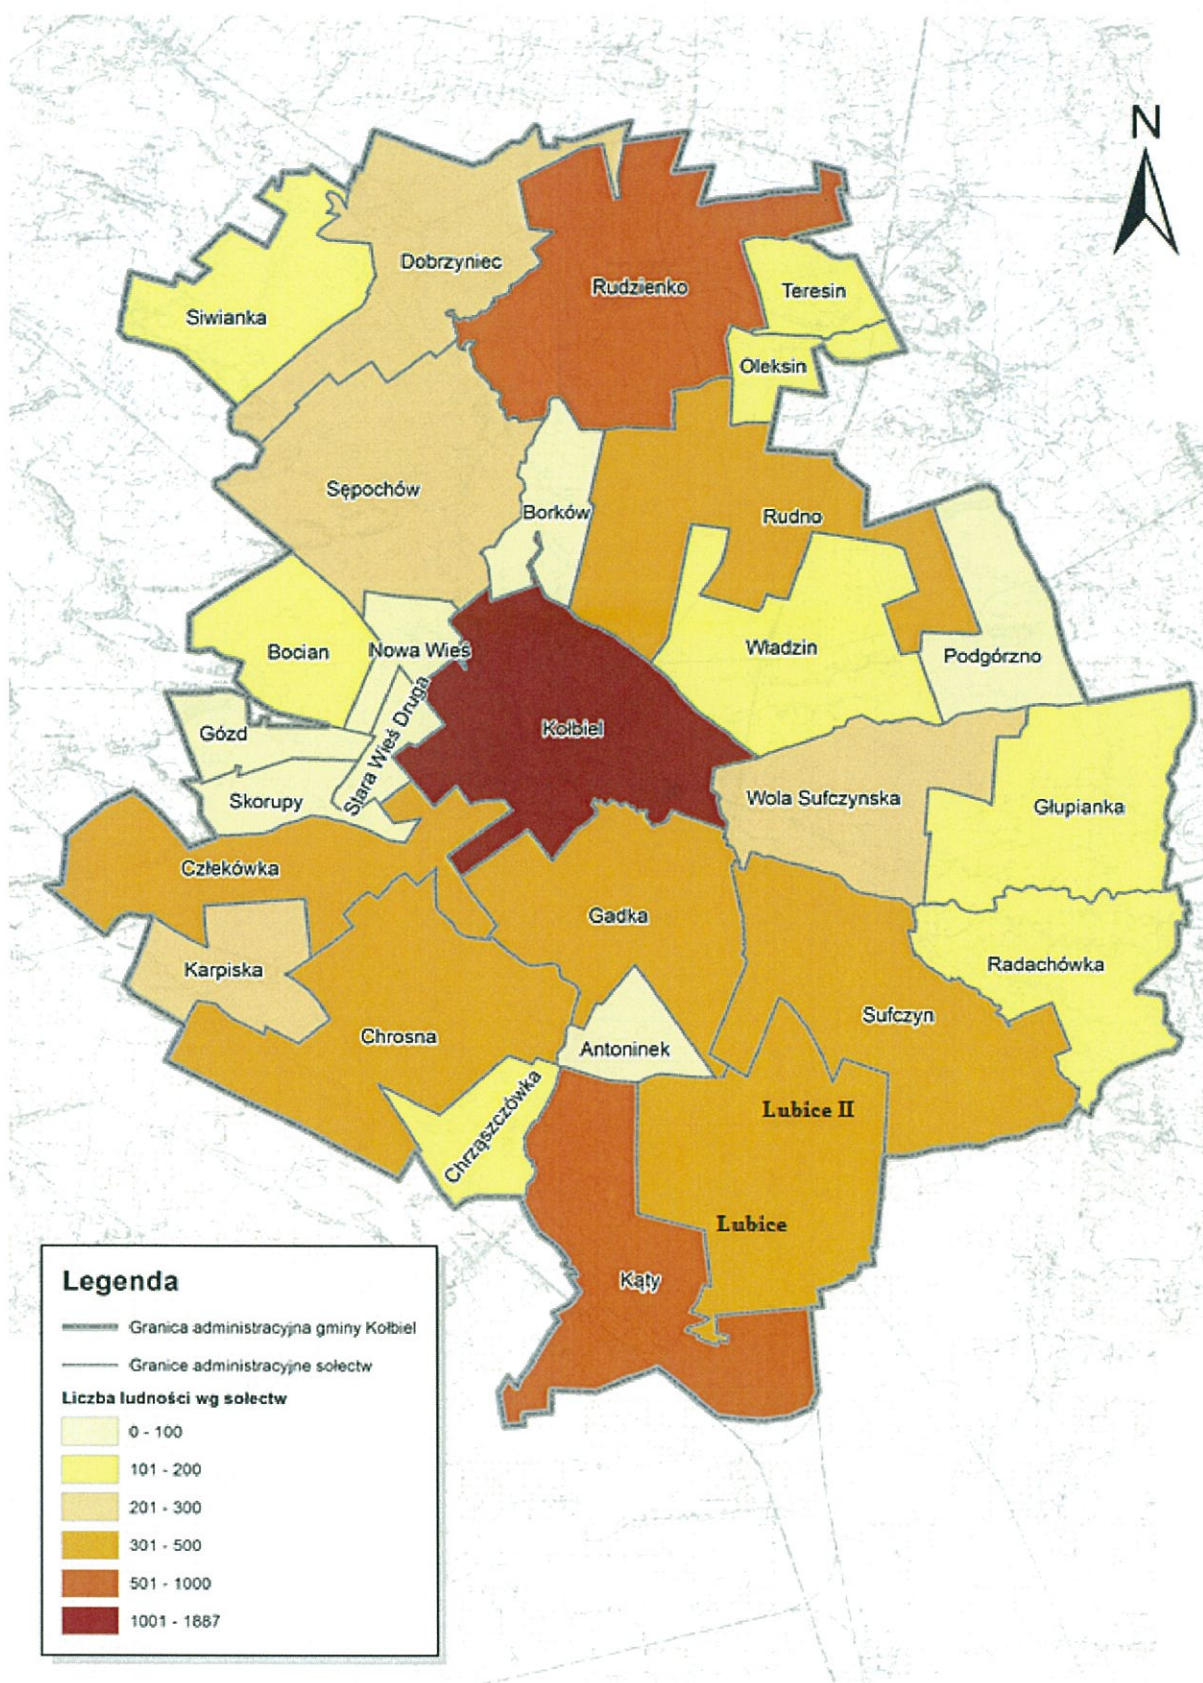 N
Dobrzyniec
Rudzienko
Teresin
Siwianka
Oleksin
Sępochów
Borków
Rudno
Bocian
Nowa Wieś
Władzin
Podgórzno
Gózd
Stara Wieś Druga
Kołbiel
Skorupy
Wola Sufczynska
Głupianka
Człekówka
Gadka
Karpiska
Radachówka
Chrosna
Sufczyn
Antoninek
Chrząszczówka
Lubice II
Lubice
Kąty
Legenda
Granica administracyjna gminy Kołbiel
Granice administracyjne sołectw
Liczba ludności wg sołectw
0 - 100
101 - 200
201 - 300
301 - 500
501 - 1000
1001 - 1887